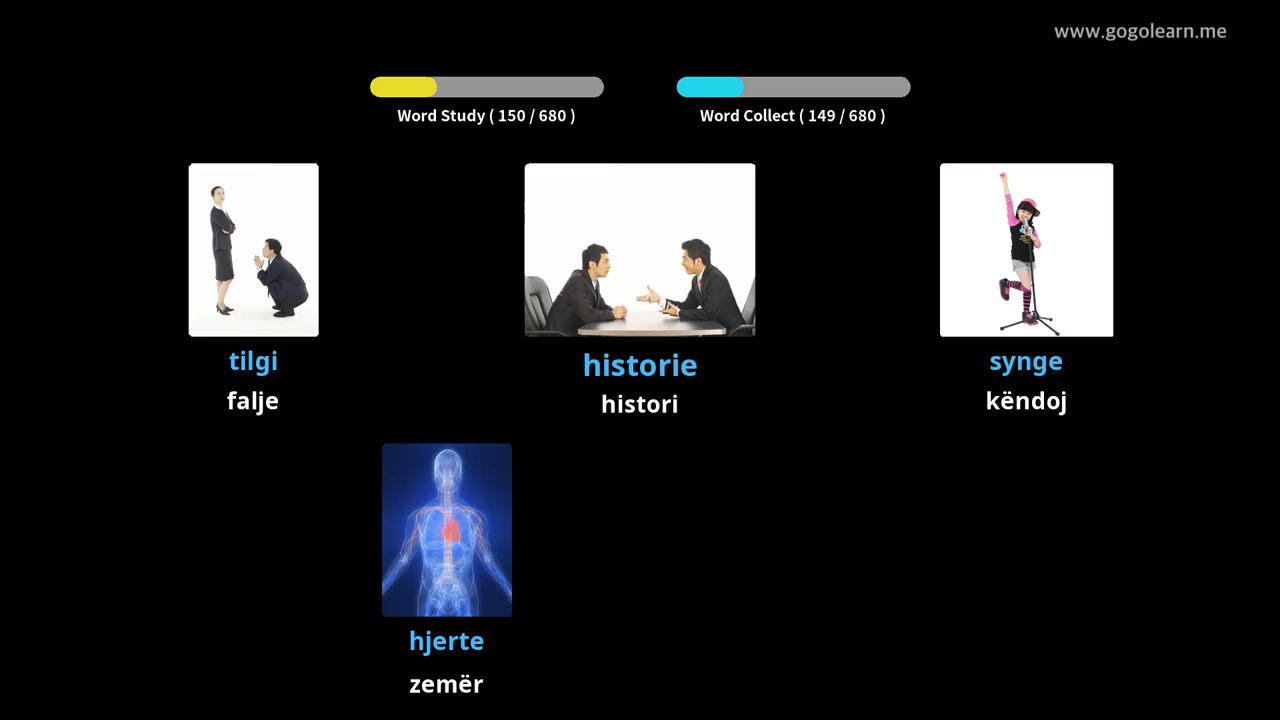 www.gogolearn.me
Word Study ( 150 / 680 )
Word Collect ( 149 / 680 )
tilgi
falje
historie
histori
synge
këndoj
hjerte
zemër